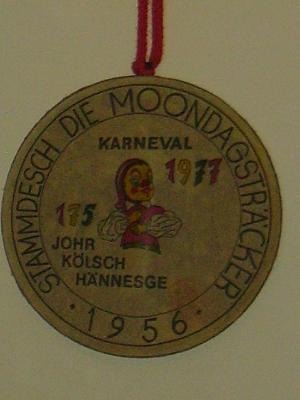 STAMMDESCH DIE MOONDAGSTRÄCKER
KARNEVAL
1977
175
JOHR
KÖLSCH
HÄNNESGE
· 1956 ·